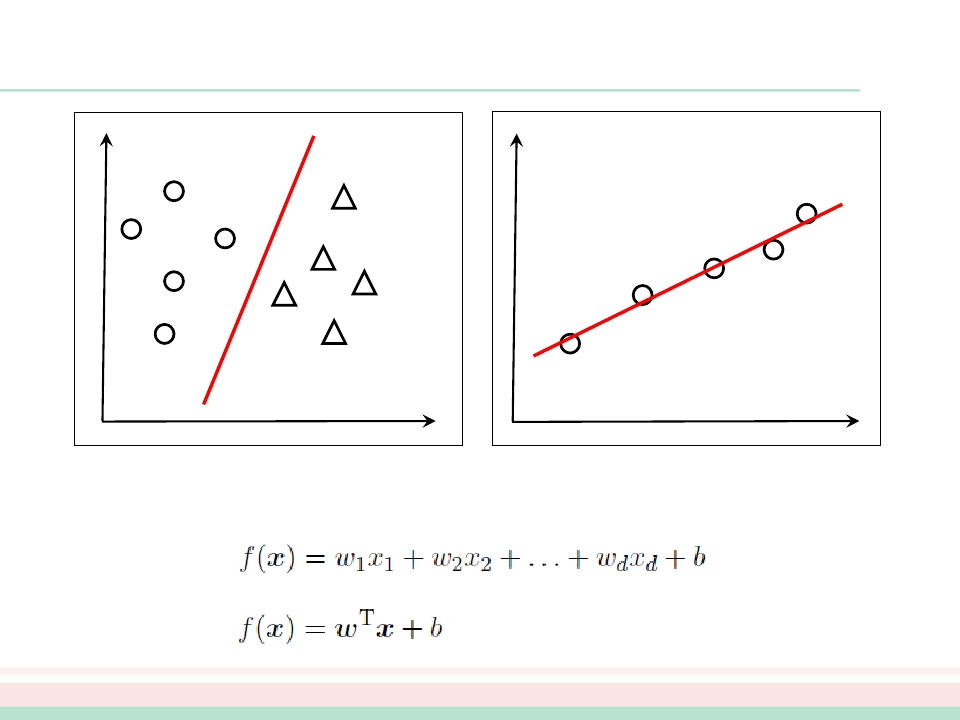 f(x) = w₁x₁ + w₂x₂ + … + w_d x_d + b
f(x) = wᵀx + b